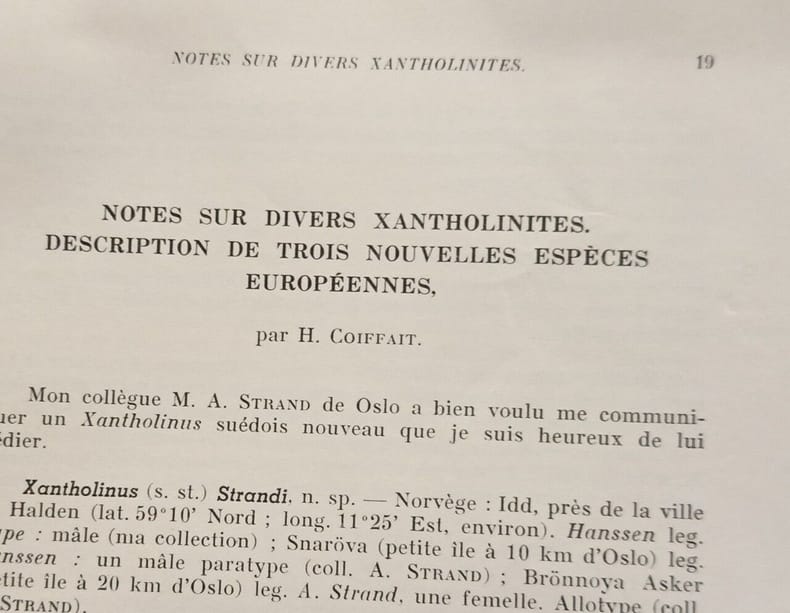 NOTES SUR DIVERS XANTHOLINITES. 19
NOTES SUR DIVERS XANTHOLINITES.
DESCRIPTION DE TROIS NOUVELLES ESPÈCES
EUROPÉENNES,
par H. COIFFAIT.
Mon collègue M. A. STRAND de Oslo a bien voulu me communi-
uer un Xantholinus suédois nouveau que je suis heureux de lui
édier.
Xantholinus (s. st.) Strandi, n. sp. — Norvège : Idd, près de la ville
Halden (lat. 59°10' Nord ; long. 11°25' Est, environ). Hanssen leg.
ype : mâle (ma collection) ; Snaröva (petite île à 10 km d'Oslo) leg.
anssen : un mâle paratype (coll. A. STRAND) ; Brönnoya Asker
etite île à 20 km d'Oslo) leg. A. Strand, une femelle. Allotype (coll.
STRAND).